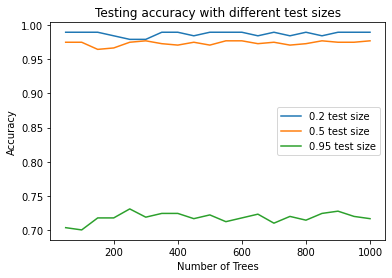 Testing accuracy with different test sizes
1.00
0.95
0.90
0.85
0.80
0.75
0.70
Accuracy
0.2 test size
0.5 test size
0.95 test size
200
400
600
800
1000
Number of Trees